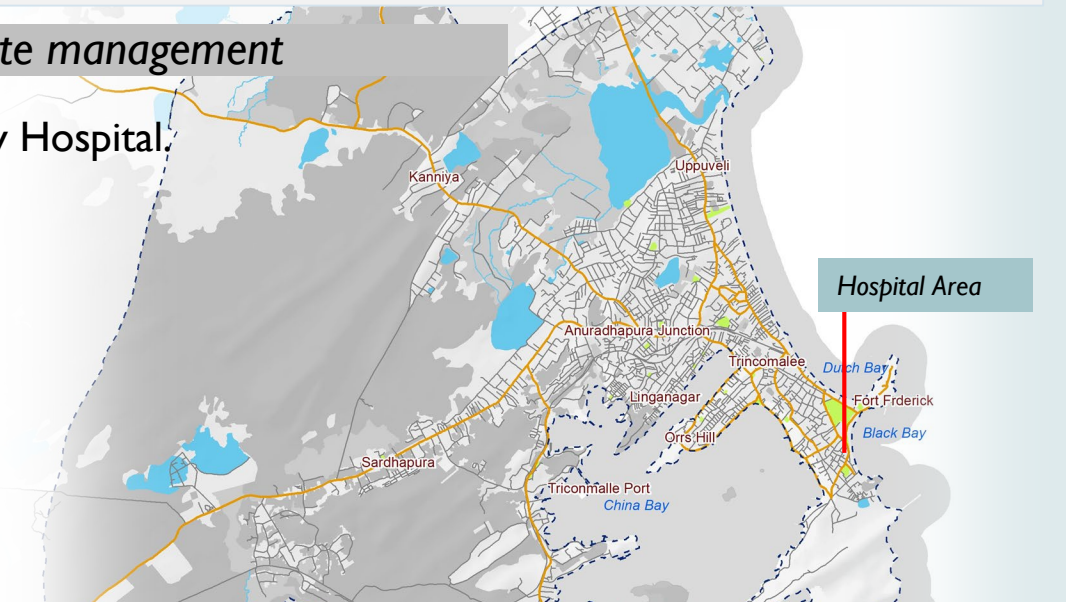 te management
y Hospital.
Uppuveli
Kanniya
Hospital Area
Anuradhapura Junction
Trincomalee
Dutch Bay
Linganagar
Fort Frderick
Orrs Hill
Black Bay
Sardhapura
Triconmalle Port
China Bay